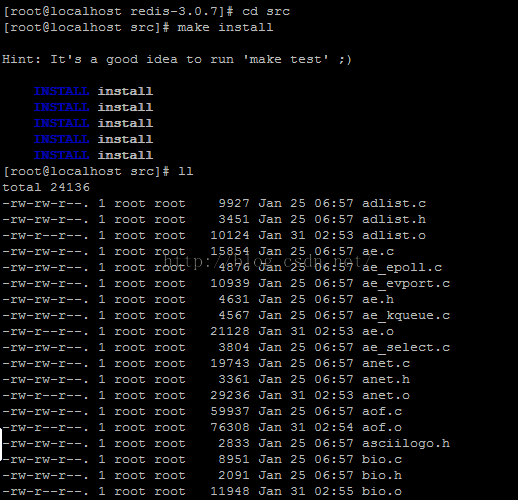 [root@localhost redis-3.0.7]# cd src
[root@localhost src]# make install
Hint: It's a good idea to run 'make test' ;)
INSTALL install
INSTALL install
INSTALL install
INSTALL install
INSTALL install
[root@localhost src]# ll
total 24136
-rw-rw-r--. 1 root root 9927 Jan 25 06:57 adlist.c
-rw-rw-r--. 1 root root 3451 Jan 25 06:57 adlist.h
-rw-r--r--. 1 root root 10124 Jan 31 02:53 adlist.o
-rw-rw-r--. 1 root root 15854 Jan 25 06:57 ae.c
http://blog.csdn.net/
-rw-rw-r--. 1 root root 4876 Jan 25 06:57 ae_epoll.c
-rw-rw-r--. 1 root root 10939 Jan 25 06:57 ae_evport.c
-rw-rw-r--. 1 root root 4631 Jan 25 06:57 ae.h
-rw-rw-r--. 1 root root 4567 Jan 25 06:57 ae_kqueue.c
-rw-r--r--. 1 root root 21128 Jan 31 02:53 ae.o
-rw-rw-r--. 1 root root 3804 Jan 25 06:57 ae_select.c
-rw-rw-r--. 1 root root 19743 Jan 25 06:57 anet.c
-rw-rw-r--. 1 root root 3361 Jan 25 06:57 anet.h
-rw-r--r--. 1 root root 29236 Jan 31 02:53 anet.o
-rw-rw-r--. 1 root root 59937 Jan 25 06:57 aof.c
-rw-r--r--. 1 root root 76308 Jan 31 02:54 aof.o
-rw-rw-r--. 1 root root 2833 Jan 25 06:57 asciilogo.h
-rw-rw-r--. 1 root root 8951 Jan 25 06:57 bio.c
-rw-rw-r--. 1 root root 2091 Jan 25 06:57 bio.h
-rw-r--r--. 1 root root 11948 Jan 31 02:55 bio.o